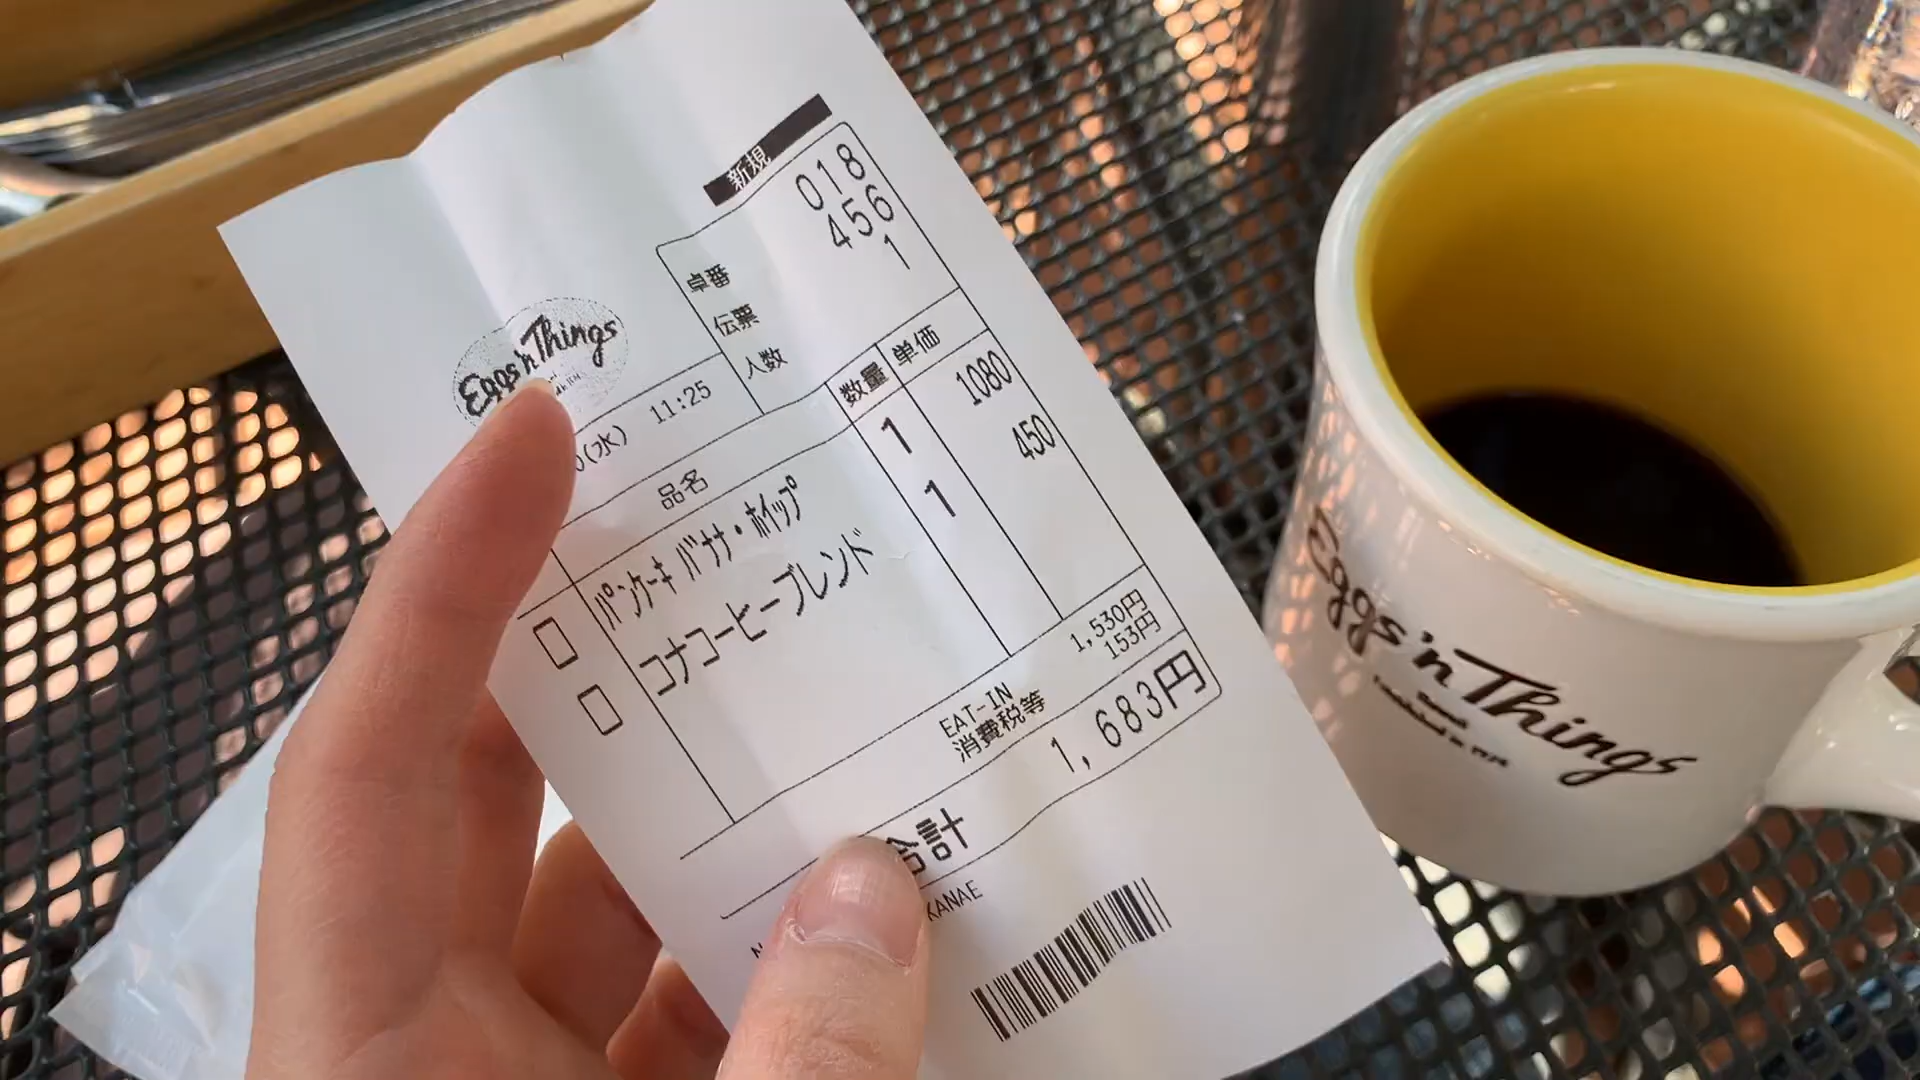 新規
卓番 018
伝票 456
人数 1
Eggs'n Things
(水) 11:25
品名 数量 単価
パンケーキ バナナ・ホイップ 1 1080
コナコーヒーブレンド 1 450
EAT-IN 1,530円
消費税等 153円
合計 1,683円
KANAE
Eggs'n Things